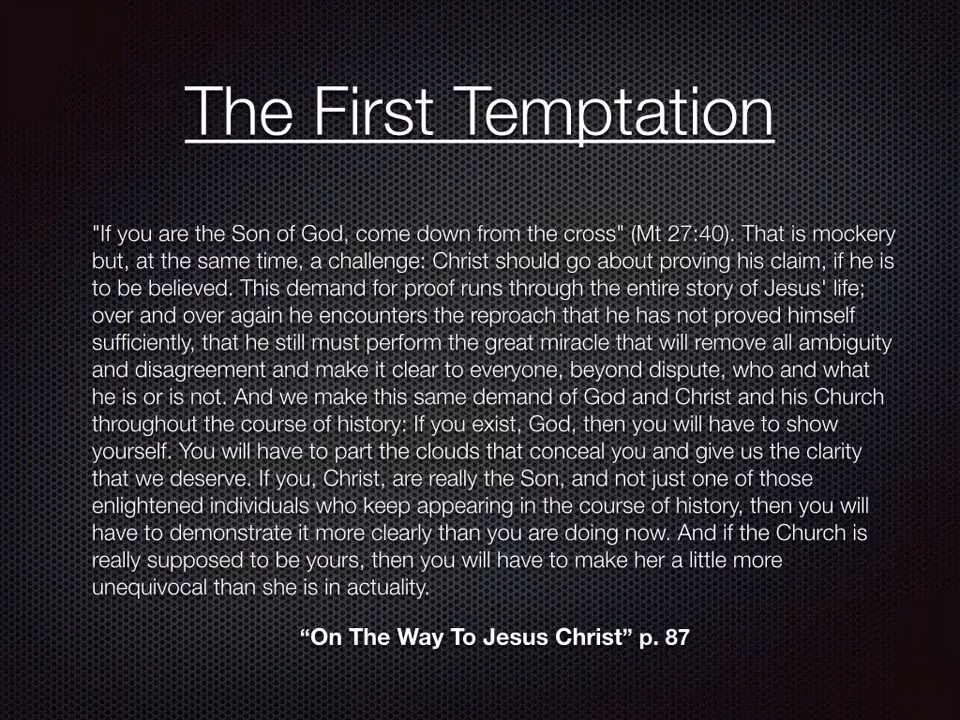 The First Temptation
"If you are the Son of God, come down from the cross" (Mt 27:40). That is mockery
but, at the same time, a challenge: Christ should go about proving his claim, if he is
to be believed. This demand for proof runs through the entire story of Jesus' life;
over and over again he encounters the reproach that he has not proved himself
sufficiently, that he still must perform the great miracle that will remove all ambiguity
and disagreement and make it clear to everyone, beyond dispute, who and what
he is or is not. And we make this same demand of God and Christ and his Church
throughout the course of history: If you exist, God, then you will have to show
yourself. You will have to part the clouds that conceal you and give us the clarity
that we deserve. If you, Christ, are really the Son, and not just one of those
enlightened individuals who keep appearing in the course of history, then you will
have to demonstrate it more clearly than you are doing now. And if the Church is
really supposed to be yours, then you will have to make her a little more
unequivocal than she is in actuality.
“On The Way To Jesus Christ” p. 87